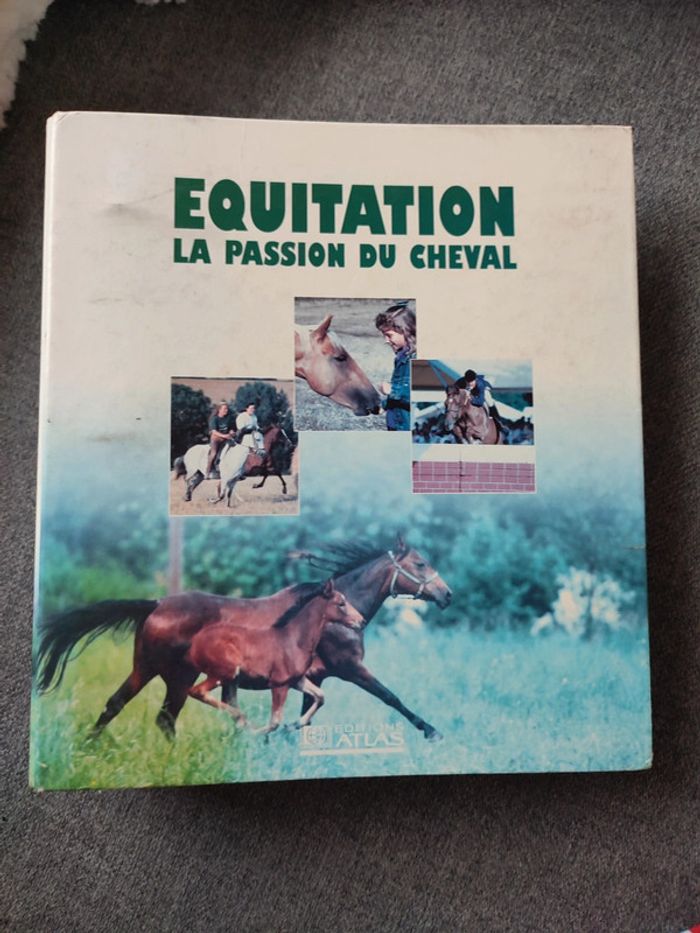 EQUITATION
LA PASSION DU CHEVAL
EDITIONS
ATLAS